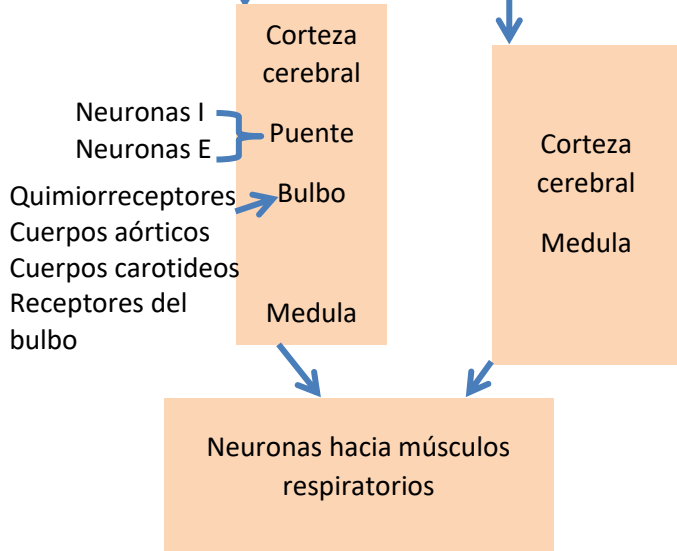 Corteza
cerebral
Neuronas I
Neuronas E
Puente
Quimiorreceptores
Cuerpos aórticos
Cuerpos carotideos
Receptores del
bulbo
Bulbo
Medula
Corteza
cerebral
Medula
Neuronas hacia músculos
respiratorios